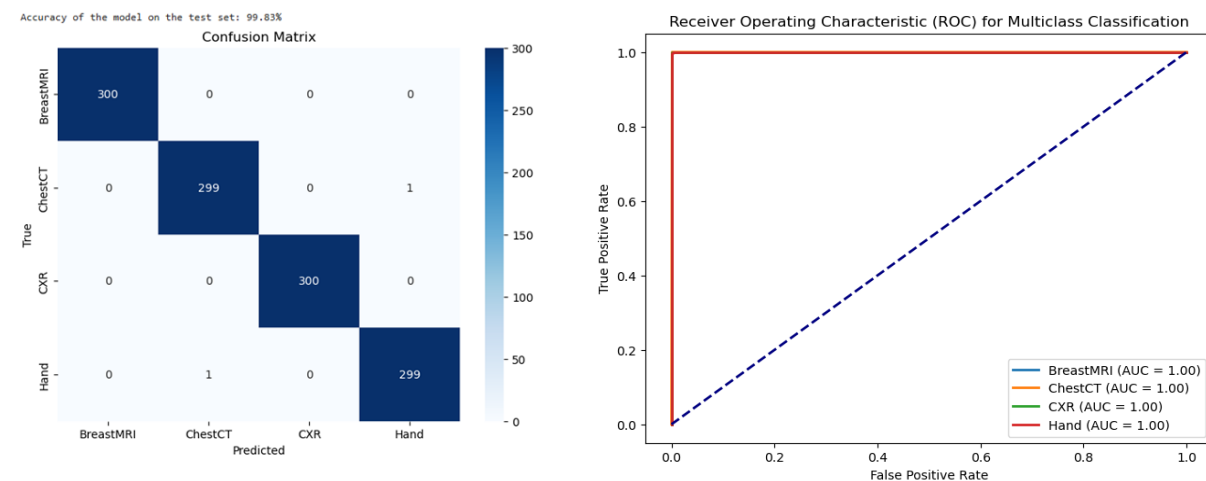 Accuracy of the model on the test set: 99.83%
Confusion Matrix
True
BreastMRI
300 0 0 0
ChestCT
0 299 0 1
CXR
0 0 300 0
Hand
0 1 0 299
BreastMRI ChestCT CXR Hand
Predicted
300
250
200
150
100
50
0
Receiver Operating Characteristic (ROC) for Multiclass Classification
True Positive Rate
1.0
0.8
0.6
0.4
0.2
0.0
BreastMRI (AUC = 1.00)
ChestCT (AUC = 1.00)
CXR (AUC = 1.00)
Hand (AUC = 1.00)
0.0 0.2 0.4 0.6 0.8 1.0
False Positive Rate